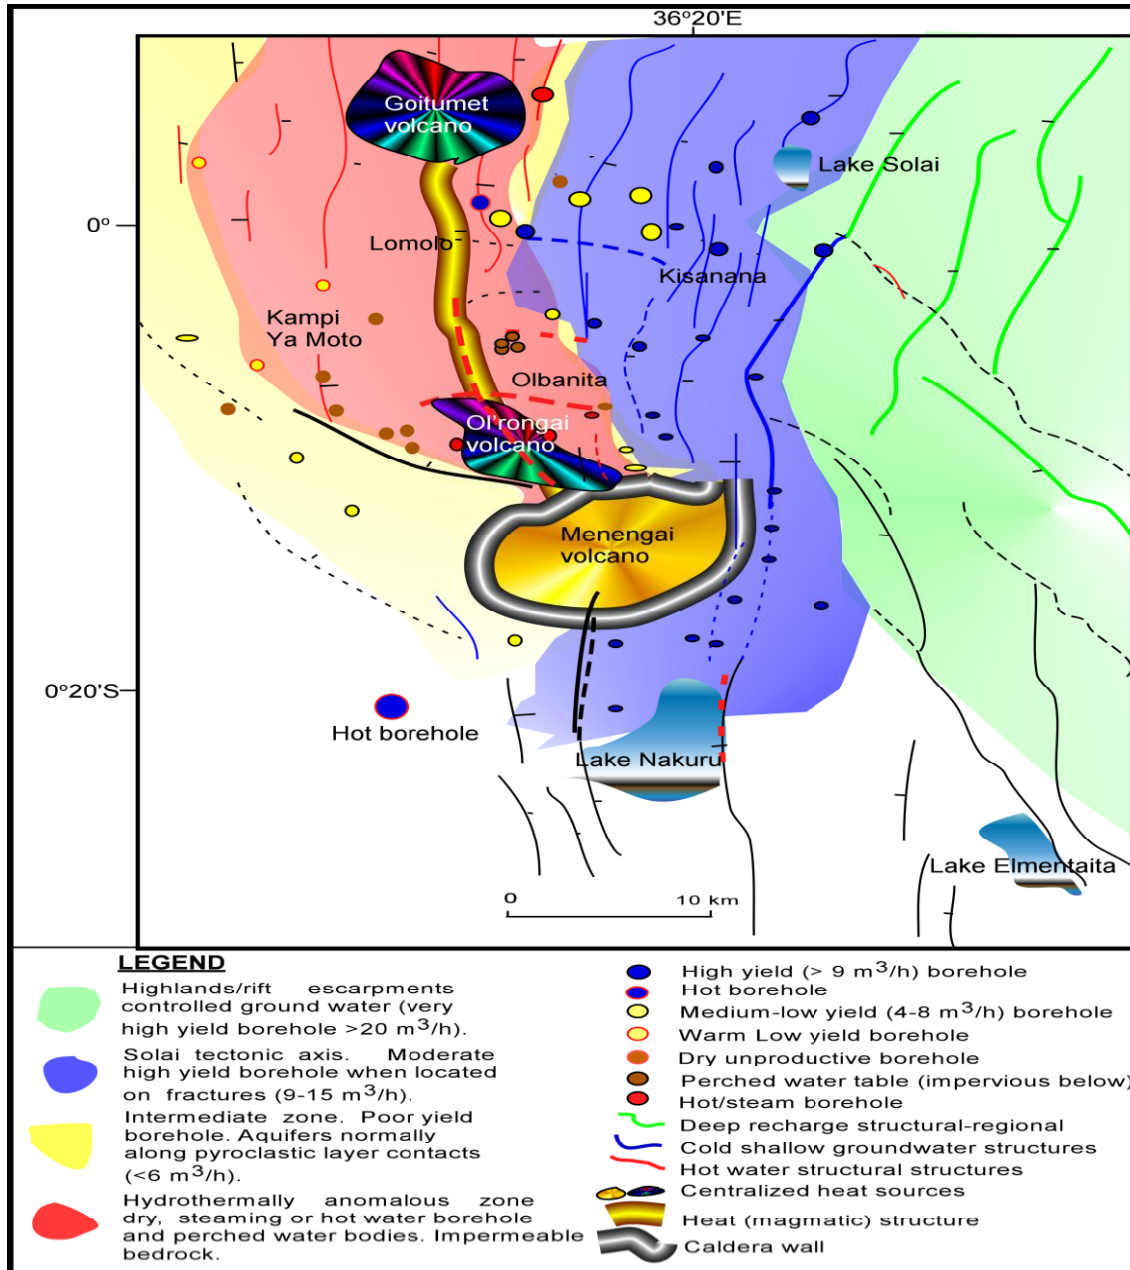 36°20'E
Goitumet
volcano
Lake Solai
0°
Lomolo
Kisanana
Kampi
Ya Moto
Olbanita
Ol'rongai
volcano
Menengai
volcano
0°20'S
Hot borehole
Lake Nakuru
Lake Elmentaita
0 10 km
LEGEND
Highlands/rift escarpments
controlled ground water (very
high yield borehole >20 m³/h).
Solai tectonic axis. Moderate
high yield borehole when located
on fractures (9-15 m³/h).
Intermediate zone. Poor yield
borehole. Aquifers normally
along pyroclastic layer contacts
(<6 m³/h).
Hydrothermally anomalous zone
dry, steaming or hot water borehole
and perched water bodies. Impermeable
bedrock.
High yield (> 9 m³/h) borehole
Hot borehole
Medium-low yield (4-8 m³/h) borehole
Warm Low yield borehole
Dry unproductive borehole
Perched water table (impervious below)
Hot/steam borehole
Deep recharge structural-regional
Cold shallow groundwater structures
Hot water structural structures
Centralized heat sources
Heat (magmatic) structure
Caldera wall